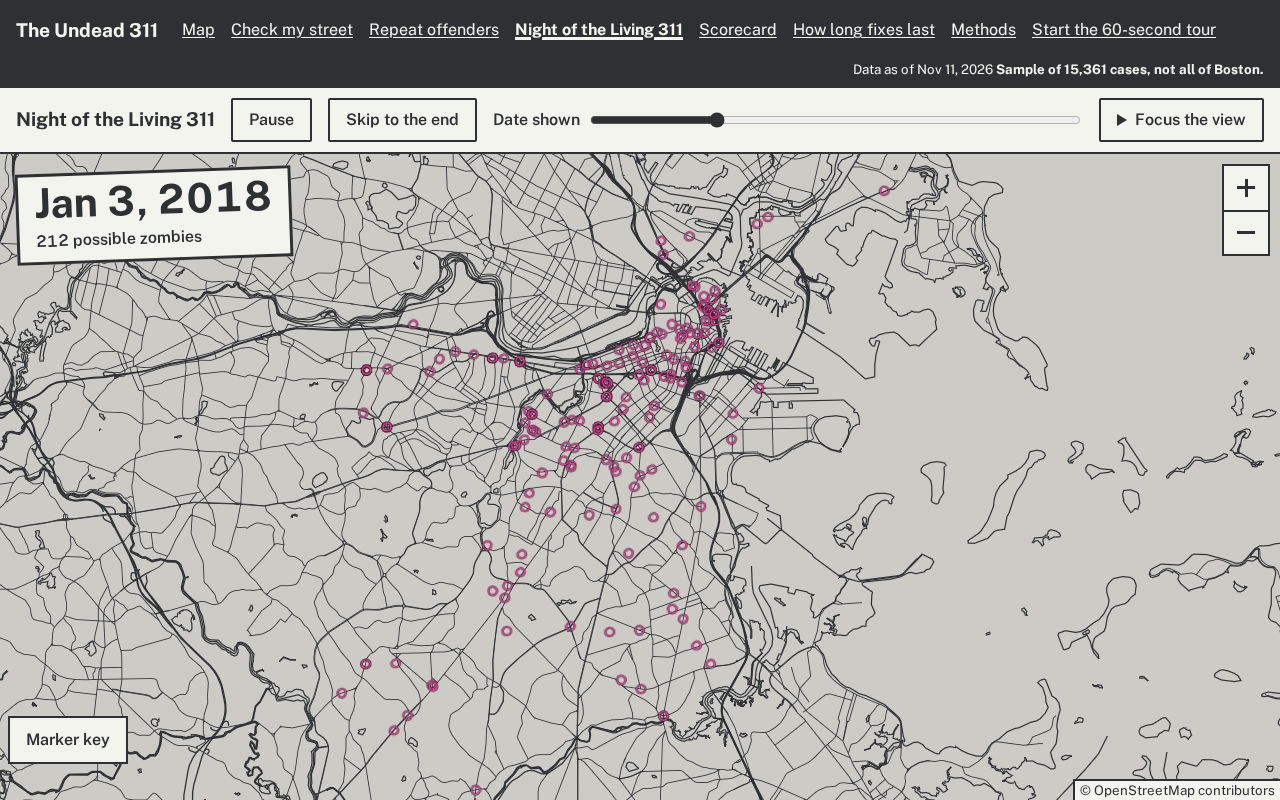 The Undead 311 Map Check my street Repeat offenders Night of the Living 311 Scorecard How long fixes last Methods Start the 60-second tour
Data as of Nov 11, 2026 Sample of 15,361 cases, not all of Boston.
Night of the Living 311 Pause Skip to the end Date shown Focus the view
Jan 3, 2018
212 possible zombies
+
−
Marker key
© OpenStreetMap contributors